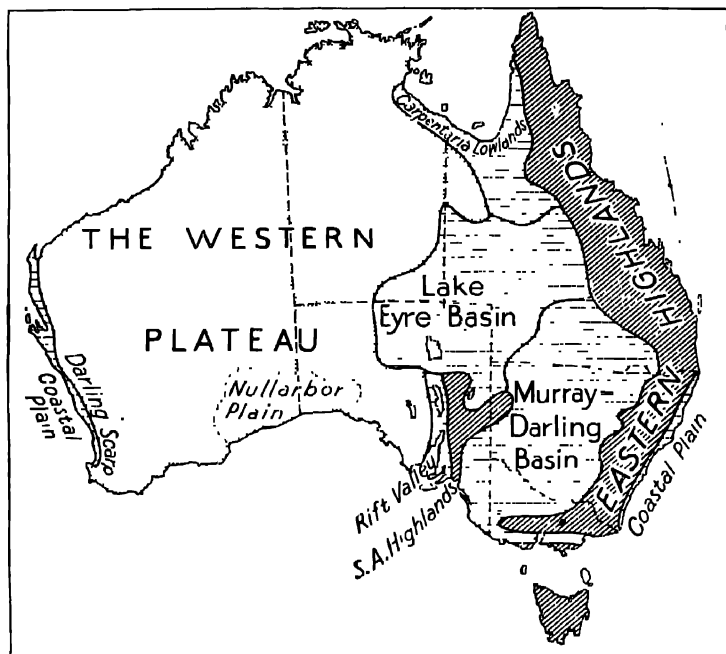 Carpentaria Lowlands
HIGHLANDS
THE WESTERN
PLATEAU
Lake
Eyre Basin
Darling Scarp
Coastal
Plain
Nullarbor
Plain
Murray-
Darling
Basin
EASTERN
Coastal Plain
Rift Valley
S.A. Highlands